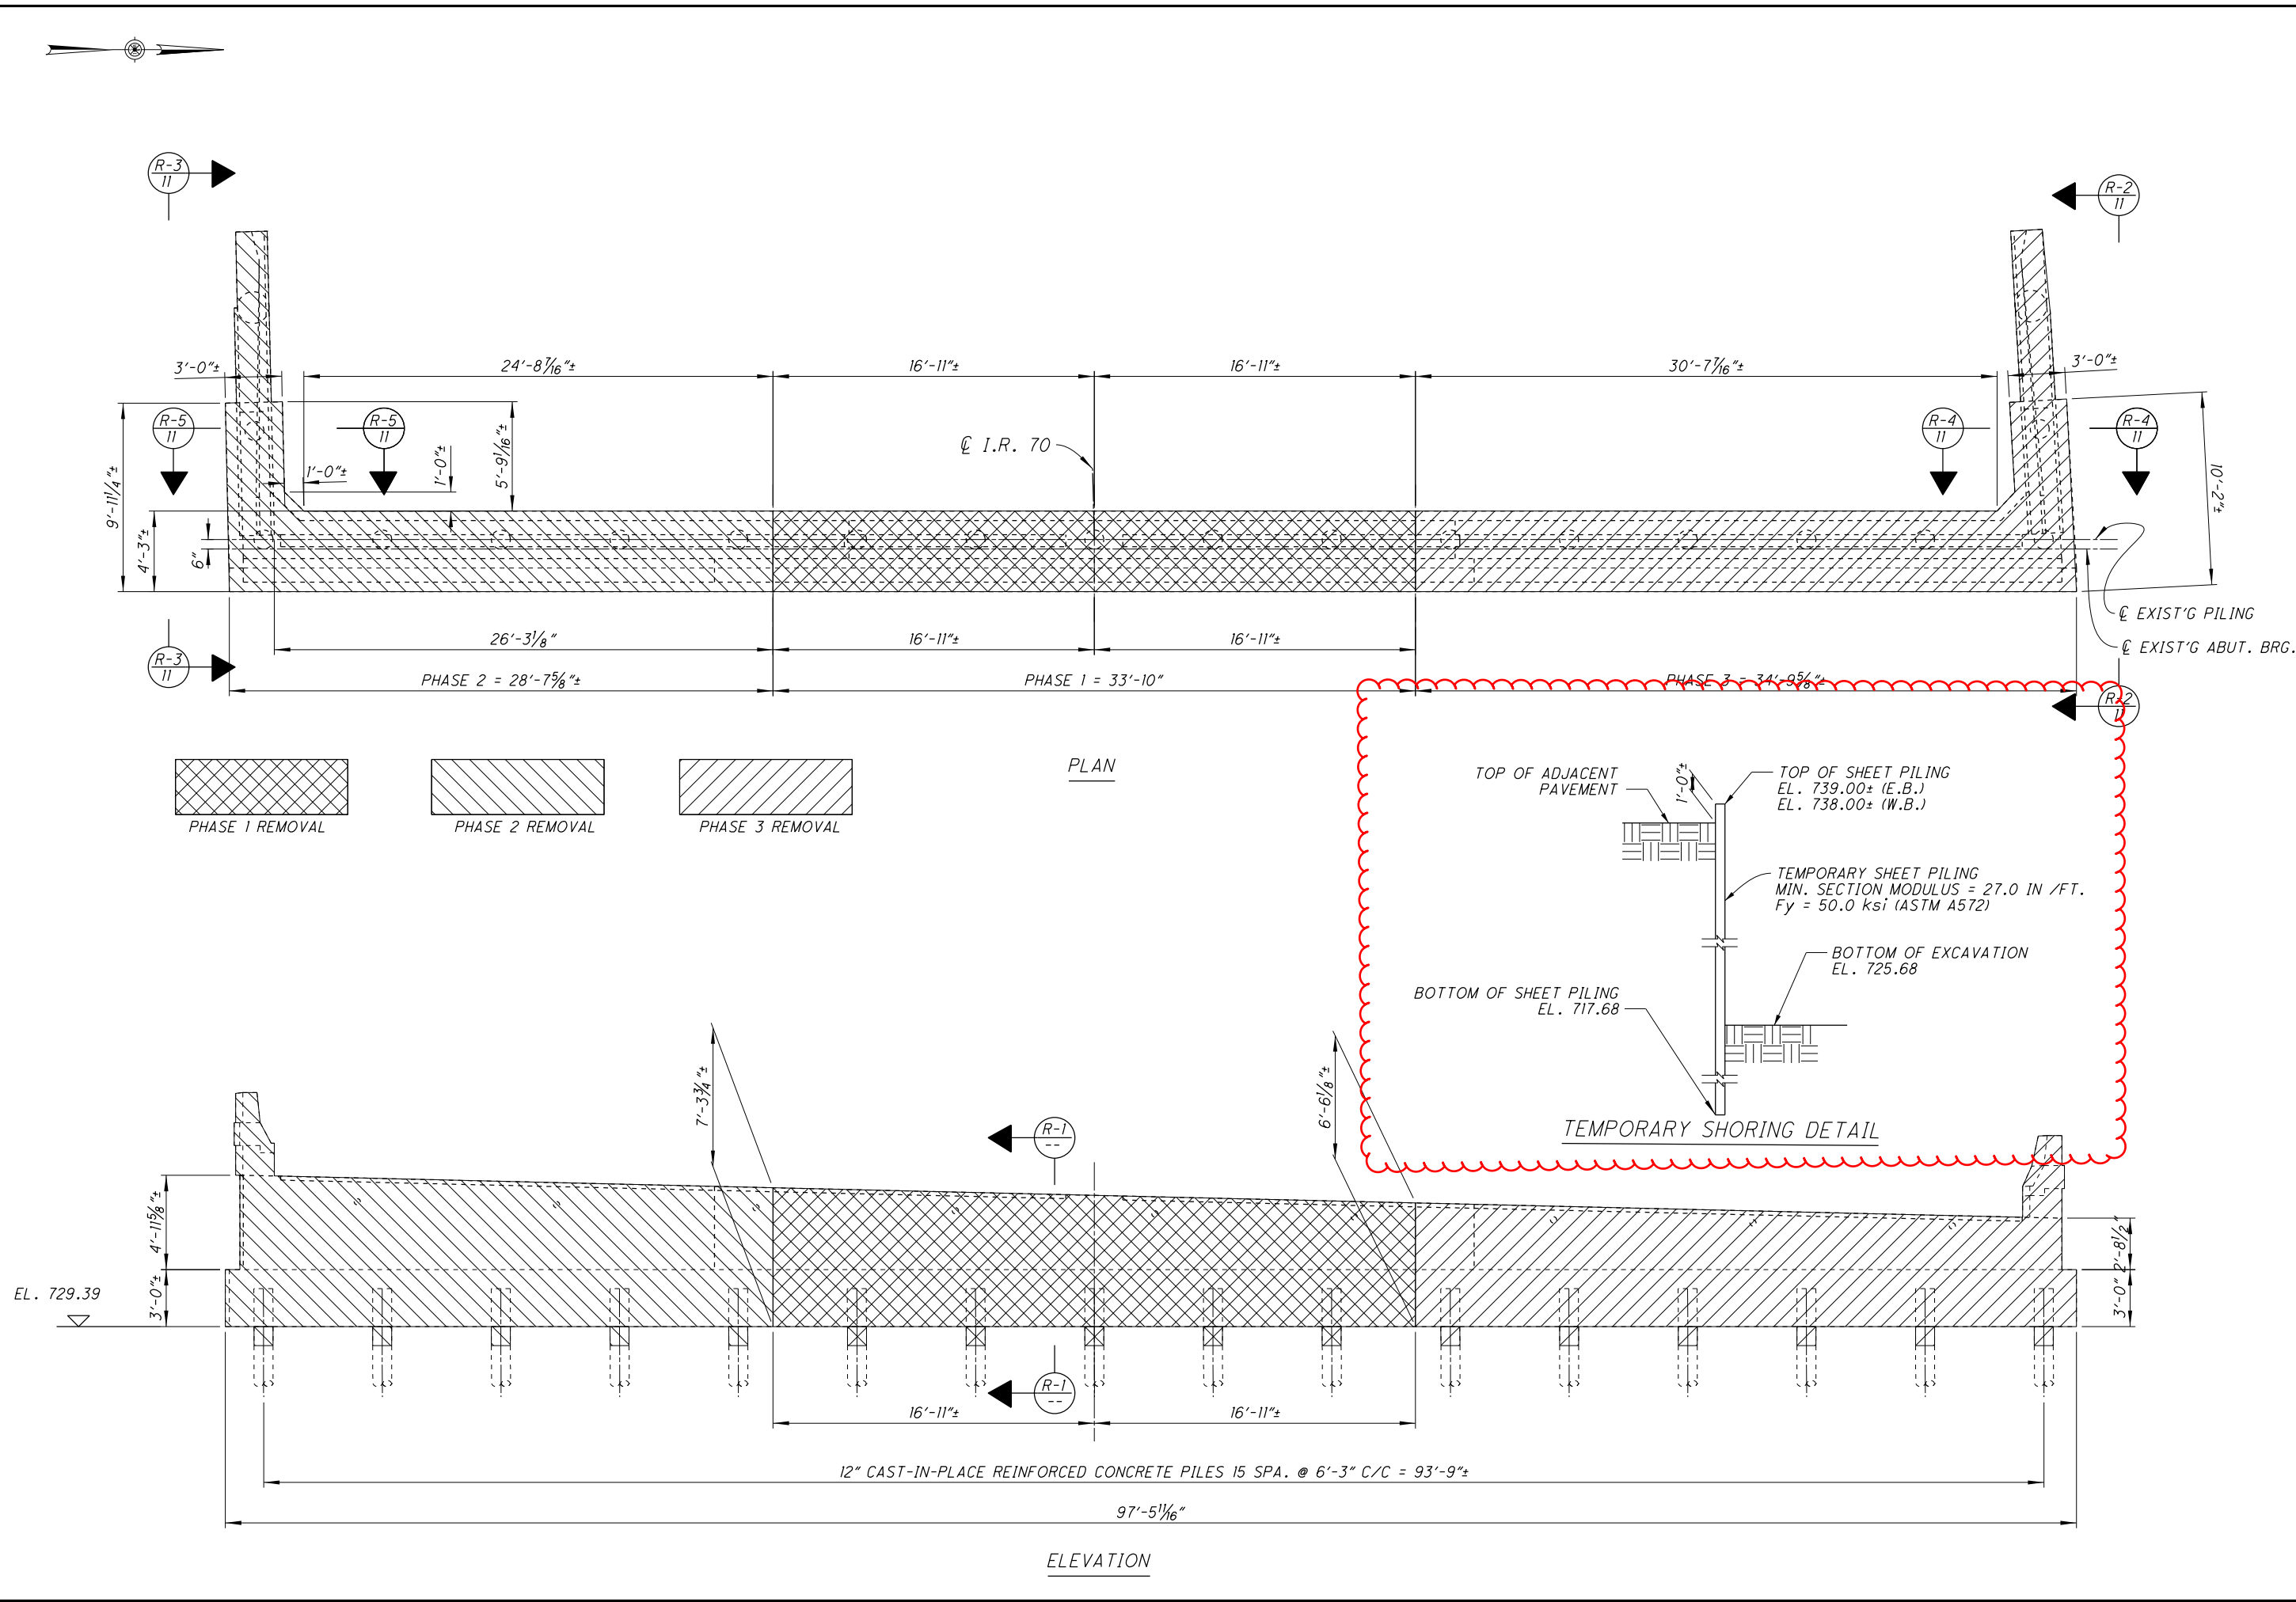 R-3
11
R-2
11
3'-0"±
24'-8 7/16"±
16'-11"±
16'-11"±
30'-7 7/16"±
3'-0"±
R-5
11
R-5
11
℄ I.R. 70
R-4
11
R-4
11
9'-11 1/4"±
4'-3"±
6"
1'-0"±
1'-0"±
5'-9 1/16"±
10'-2"±
℄ EXIST'G PILING
℄ EXIST'G ABUT. BRG.
26'-3 1/8"
16'-11"±
16'-11"±
R-3
11
PHASE 2 = 28'-7 5/8"±
PHASE 1 = 33'-10"
PHASE 3 = 34'-9 5/8"±
R-2
11
PLAN
PHASE 1 REMOVAL
PHASE 2 REMOVAL
PHASE 3 REMOVAL
TOP OF ADJACENT
PAVEMENT
1'-0"±
TOP OF SHEET PILING
EL. 739.00± (E.B.)
EL. 738.00± (W.B.)
TEMPORARY SHEET PILING
MIN. SECTION MODULUS = 27.0 IN /FT.
Fy = 50.0 ksi (ASTM A572)
BOTTOM OF EXCAVATION
EL. 725.68
BOTTOM OF SHEET PILING
EL. 717.68
TEMPORARY SHORING DETAIL
7'-3 3/4"±
6'-6 1/8"±
R-1
--
4'-11 5/8"±
3'-0"±
EL. 729.39
2'-8 1/2"
3'-0"
R-1
--
16'-11"±
16'-11"±
12" CAST-IN-PLACE REINFORCED CONCRETE PILES 15 SPA. @ 6'-3" C/C = 93'-9"±
97'-5 11/16"
ELEVATION